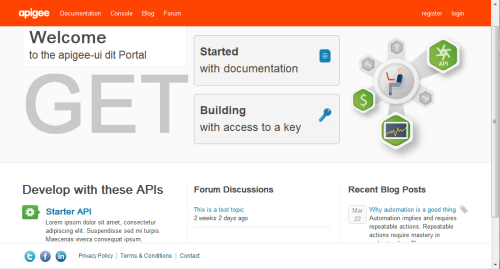 apigee Documentation Console Blog Forum register login
Welcome
to the apigee-ui dit Portal
GET
Started
with documentation
Building
with access to a key
API
$
Develop with these APIs
Starter API
Lorem ipsum dolor sit amet, consectetur
adipiscing elit. Suspendisse sed mi turpis.
Maecenas viverra consequat ipsum,
Forum Discussions
This is a test topic
2 weeks 2 days ago
Recent Blog Posts
Mar
22
Why automation is a good thing
Automation implies and requires
repeatable actions. Repeatable
actions require mastery in
Privacy Policy | Terms & Conditions | Contact